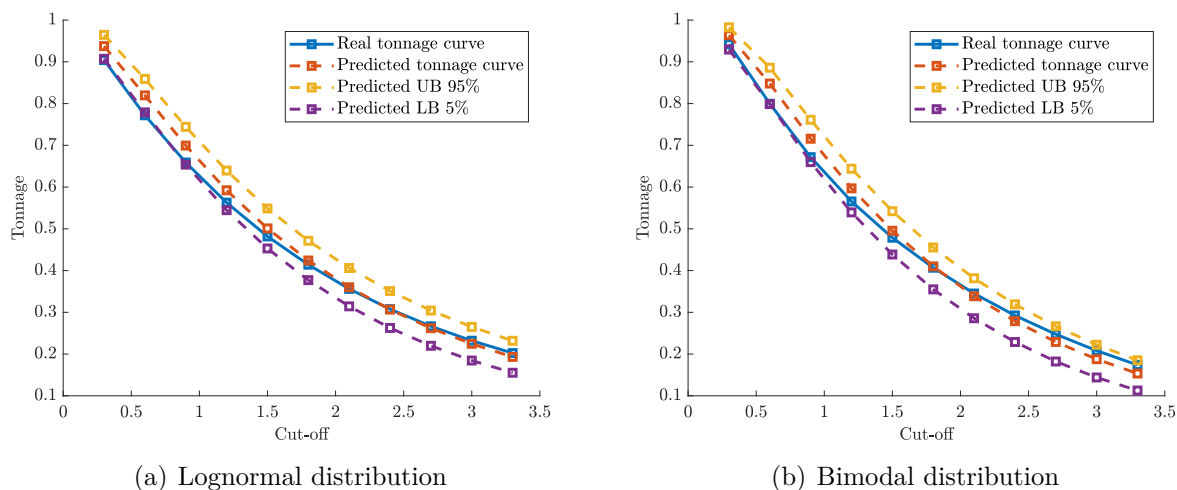 1
0.9
0.8
0.7
0.6
0.5
0.4
0.3
0.2
0.1
Tonnage
0 0.5 1 1.5 2 2.5 3 3.5
Cut-off
Real tonnage curve
Predicted tonnage curve
Predicted UB 95%
Predicted LB 5%
(a) Lognormal distribution
1
0.9
0.8
0.7
0.6
0.5
0.4
0.3
0.2
0.1
Tonnage
0 0.5 1 1.5 2 2.5 3 3.5
Cut-off
Real tonnage curve
Predicted tonnage curve
Predicted UB 95%
Predicted LB 5%
(b) Bimodal distribution